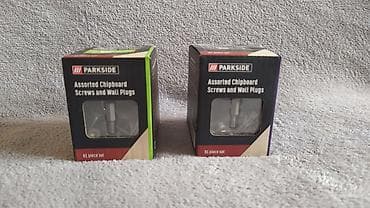 PARKSIDE
Assorted Chipboard
Screws and Wall Plugs
PARKSIDE
Assorted Chipboard
Screws and Wall Plugs